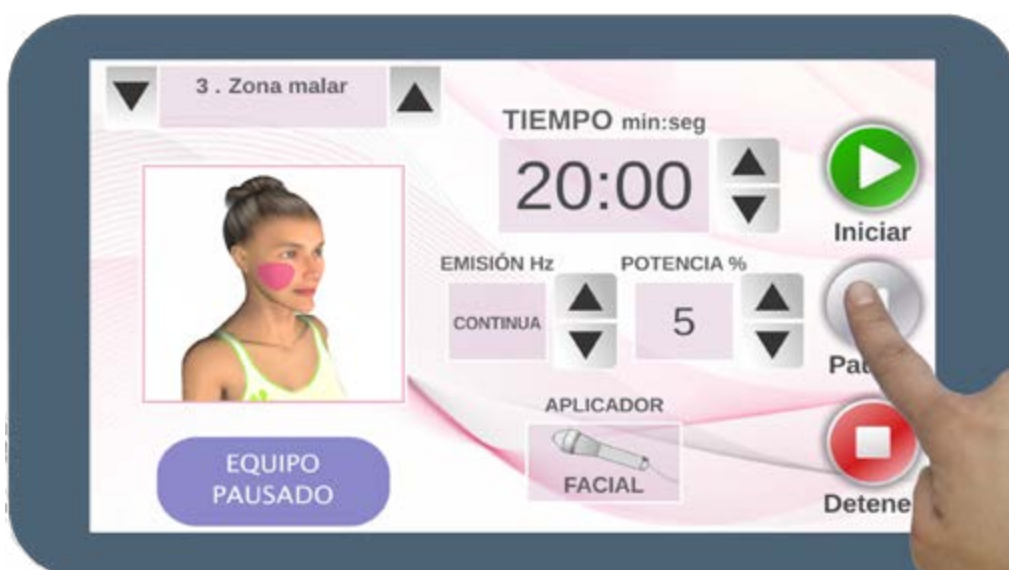 3 . Zona malar
TIEMPO min:seg
20:00
Iniciar
EMISIÓN Hz
POTENCIA %
CONTINUA
5
APLICADOR
FACIAL
EQUIPO
PAUSADO